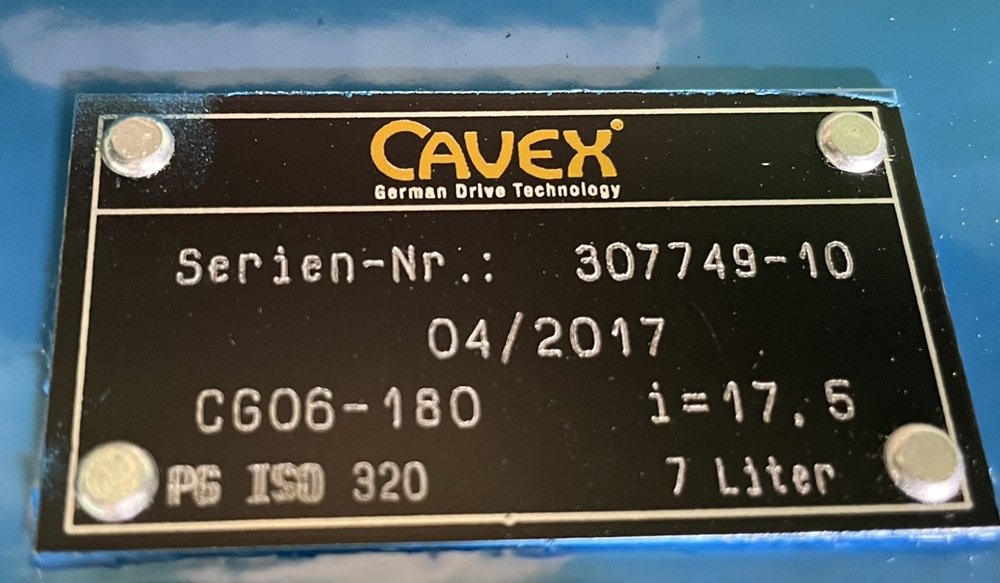 CAVEX®
German Drive Technology
Serien-Nr.: 307749-10
04/2017
CG06-180 i=17,5
PG ISO 320 7 Liter